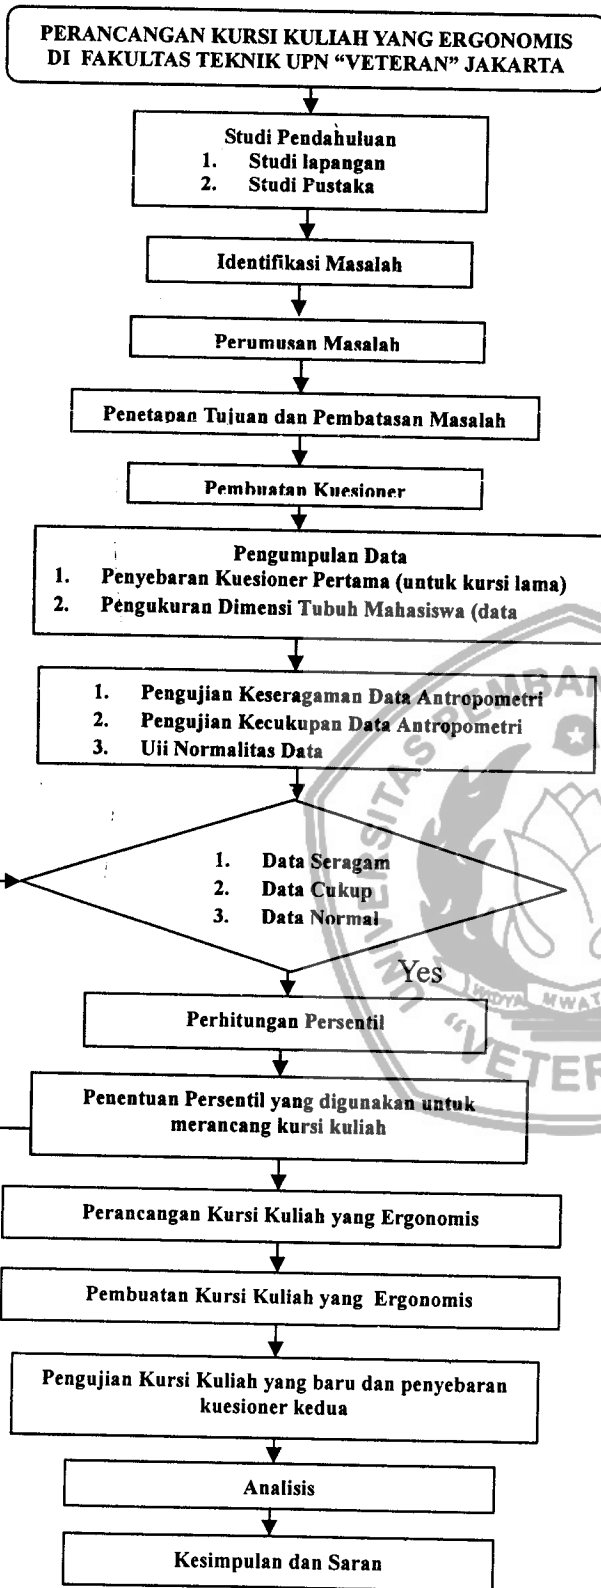 PERANCANGAN KURSI KULIAH YANG ERGONOMIS
DI FAKULTAS TEKNIK UPN “VETERAN” JAKARTA
Studi Pendahuluan
1. Studi lapangan
2. Studi Pustaka
Identifikasi Masalah
Perumusan Masalah
Penetapan Tujuan dan Pembatasan Masalah
Pembuatan Kuesioner
Pengumpulan Data
1. Penyebaran Kuesioner Pertama (untuk kursi lama)
2. Pengukuran Dimensi Tubuh Mahasiswa (data
1. Pengujian Keseragaman Data Antropometri
2. Pengujian Kecukupan Data Antropometri
3. Uji Normalitas Data
1. Data Seragam
2. Data Cukup
3. Data Normal
Yes
Perhitungan Persentil
Penentuan Persentil yang digunakan untuk
merancang kursi kuliah
Perancangan Kursi Kuliah yang Ergonomis
Pembuatan Kursi Kuliah yang Ergonomis
Pengujian Kursi Kuliah yang baru dan penyebaran
kuesioner kedua
Analisis
Kesimpulan dan Saran